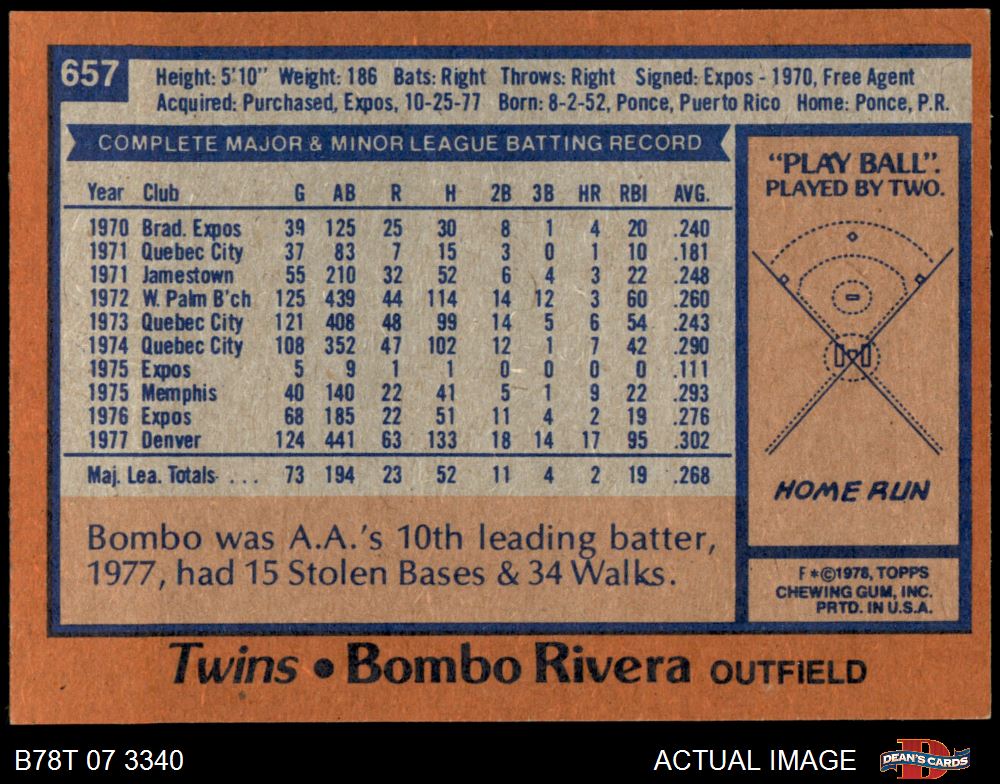 657
Height: 5'10" Weight: 186 Bats: Right Throws: Right Signed: Expos - 1970, Free Agent
Acquired: Purchased, Expos, 10-25-77 Born: 8-2-52, Ponce, Puerto Rico Home: Ponce, P.R.
COMPLETE MAJOR & MINOR LEAGUE BATTING RECORD
Year Club G AB R H 2B 3B HR RBI AVG.
1970 Brad. Expos 39 125 25 30 8 1 4 20 .240
1971 Quebec City 37 83 7 15 3 0 1 10 .181
1971 Jamestown 55 210 32 52 6 4 3 22 .248
1972 W. Palm B'ch 125 439 44 114 14 12 3 60 .260
1973 Quebec City 121 408 48 99 14 5 6 54 .243
1974 Quebec City 108 352 47 102 12 1 7 42 .290
1975 Expos 5 9 1 1 0 0 0 0 .111
1975 Memphis 40 140 22 41 5 1 9 22 .293
1976 Expos 68 185 22 51 11 4 2 19 .276
1977 Denver 124 441 63 133 18 14 17 95 .302
Maj. Lea. Totals . . . 73 194 23 52 11 4 2 19 .268
Bombo was A.A.'s 10th leading batter,
1977, had 15 Stolen Bases & 34 Walks.
"PLAY BALL".
PLAYED BY TWO.
HOME RUN
F*©1978, TOPPS
CHEWING GUM, INC.
PRTD. IN U.S.A.
Twins • Bombo Rivera OUTFIELD
B78T 07 3340
ACTUAL IMAGE
D
DEAN'S CARDS